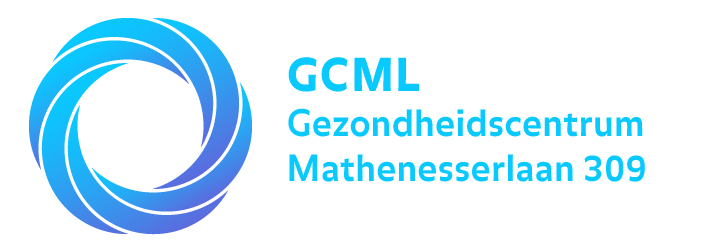 GCML
Gezondheidscentrum
Mathenesserlaan 309